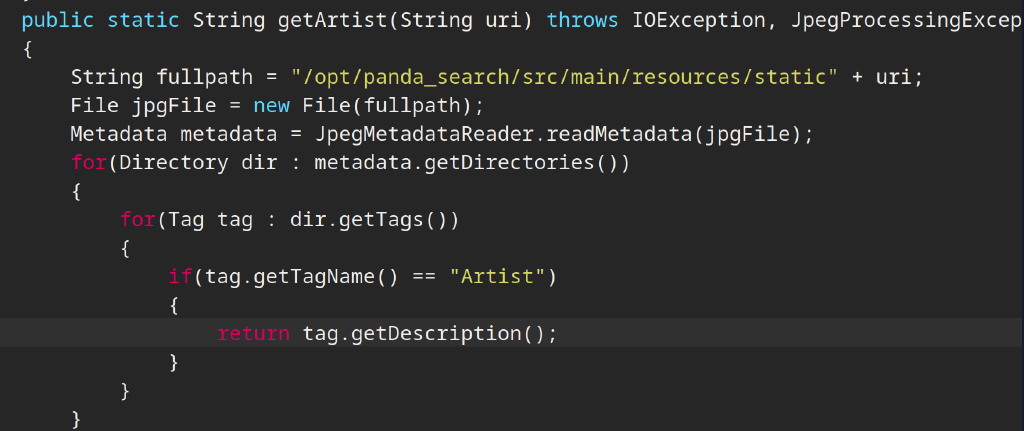 public static String getArtist(String uri) throws IOException, JpegProcessingExcep
{
    String fullpath = "/opt/panda_search/src/main/resources/static" + uri;
    File jpgFile = new File(fullpath);
    Metadata metadata = JpegMetadataReader.readMetadata(jpgFile);
    for(Directory dir : metadata.getDirectories())
    {
        for(Tag tag : dir.getTags())
        {
            if(tag.getTagName() == "Artist")
            {
                return tag.getDescription();
            }
        }
    }